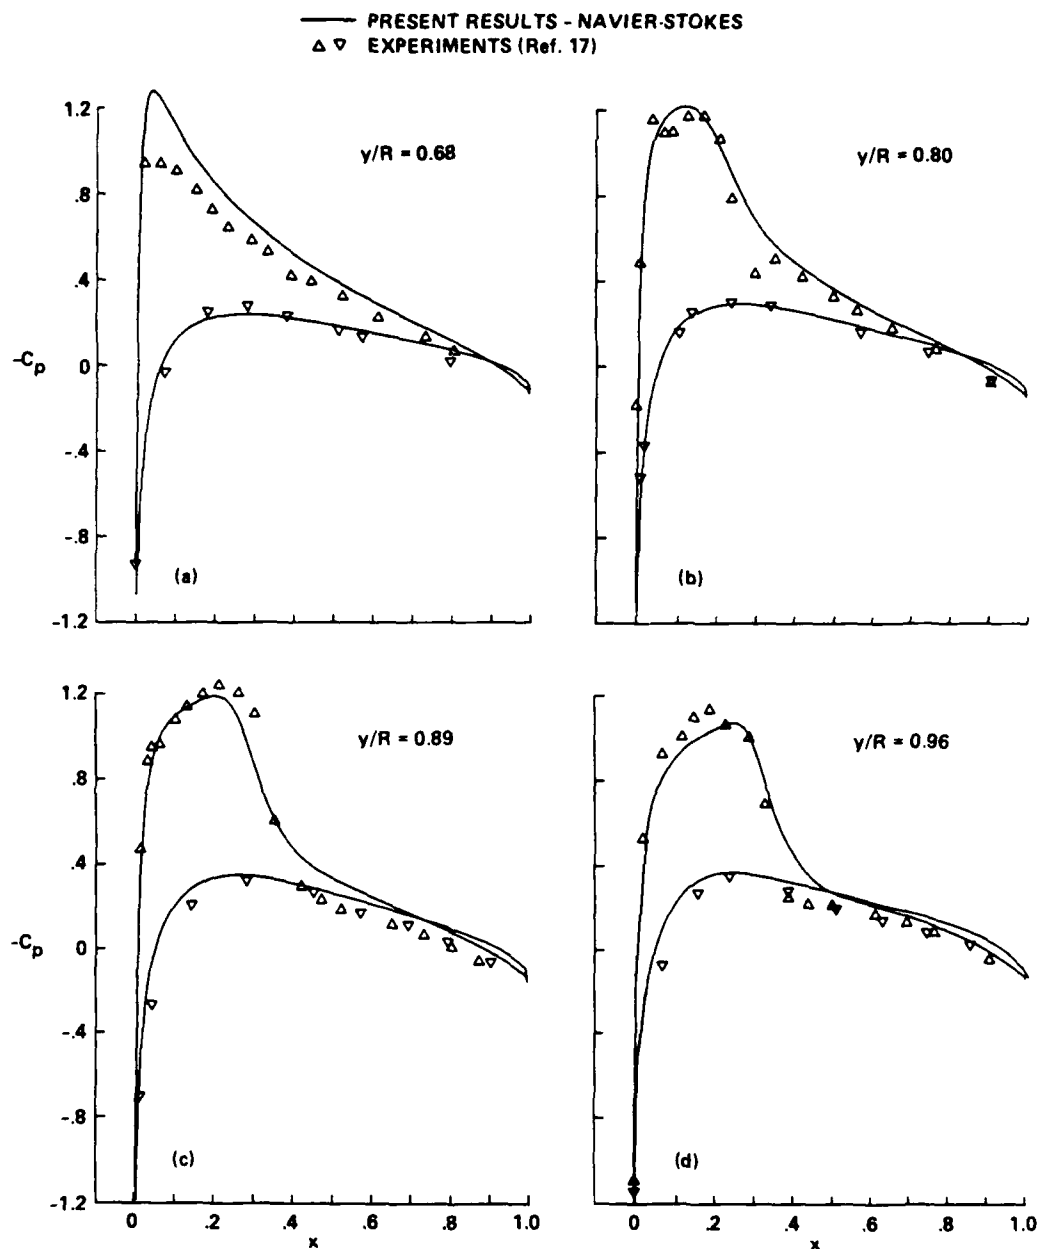 PRESENT RESULTS - NAVIER-STOKES
△ ▽ EXPERIMENTS (Ref. 17)
1.2
.8
.4
0
-.4
-.8
-1.2
-Cp
y/R = 0.68
(a)
y/R = 0.80
(b)
1.2
.8
.4
0
-.4
-.8
-1.2
-Cp
y/R = 0.89
(c)
0 .2 .4 .6 .8 1.0
x
y/R = 0.96
(d)
0 .2 .4 .6 .8 1.0
x